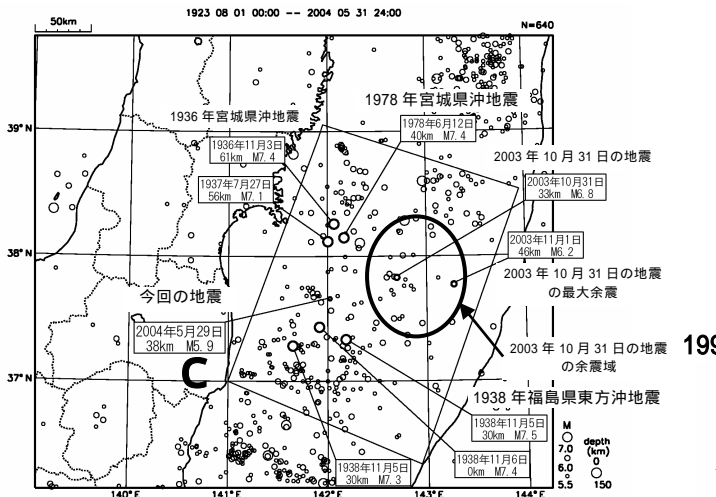 1923 08 01 00:00 -- 2004 05 31 24:00
50km
N=640
1978 年宮城県沖地震
1936 年宮城県沖地震
1978年6月12日
40km M7.4
39°N
1936年11月3日
61km M7.4
2003 年 10 月 31 日の地震
2003年10月31日
33km M6.8
1937年7月27日
56km M7.1
2003年11月1日
46km M6.2
38°N
2003 年 10 月 31 日の地震
の最大余震
今回の地震
2004年5月29日
38km M5.9
2003 年 10 月 31 日の地震
の余震域
199
C
37°N
1938 年福島県東方沖地震
1938年11月5日
30km M7.5
1938年11月5日
30km M7.3
1938年11月6日
0km M7.4
M
7.0
6.0
5.5
depth
(km)
0
150
140°E
141°E
142°E
143°E
144°E